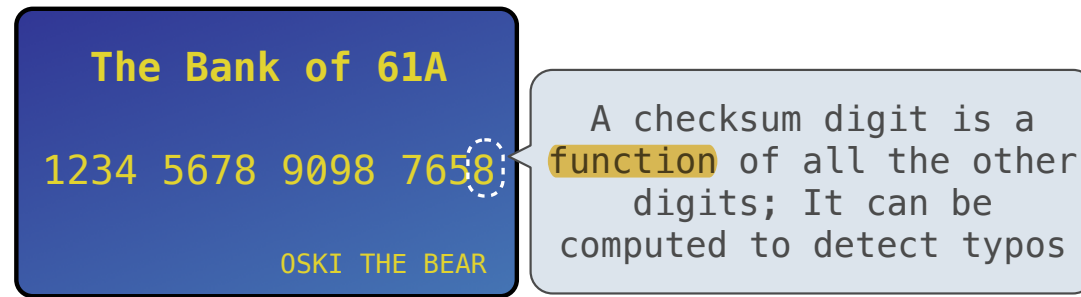 The Bank of 61A
1234 5678 9098 7658
OSKI THE BEAR
A checksum digit is a
function of all the other
digits; It can be
computed to detect typos